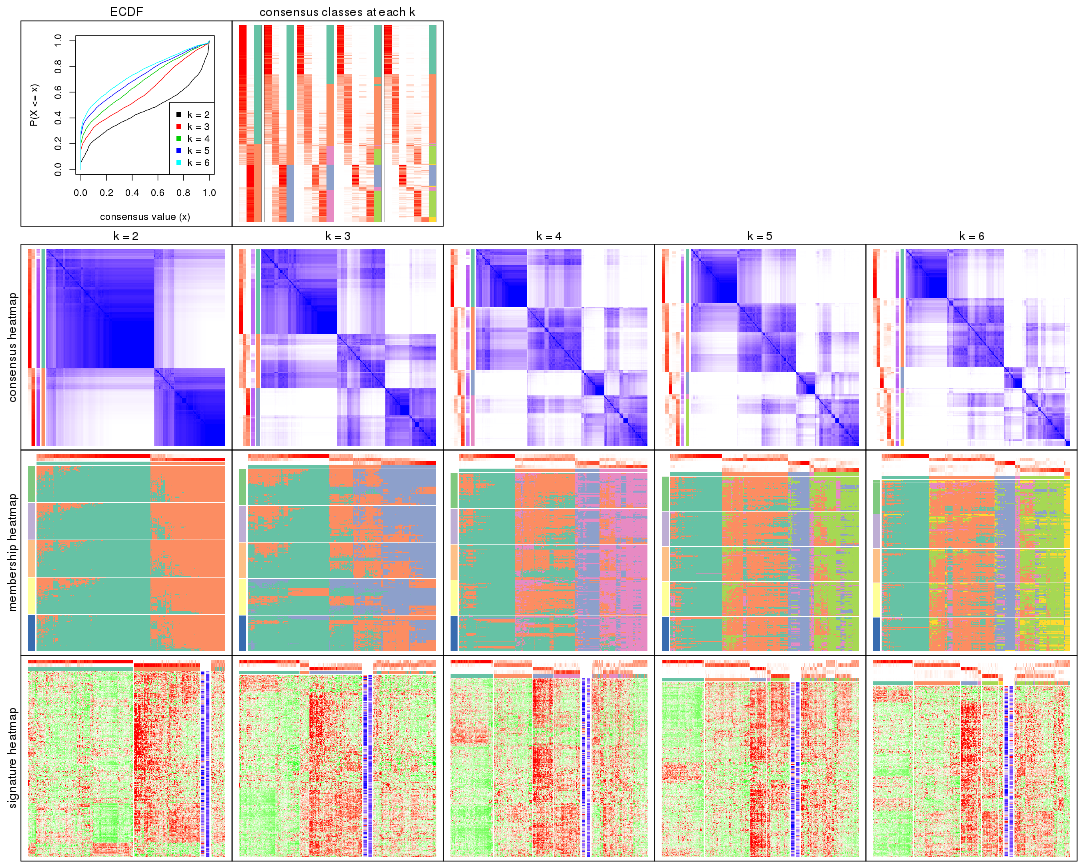 ECDF
consensus classes at each k
P(X <= x)
0.0 0.2 0.4 0.6 0.8 1.0
k = 2
k = 3
k = 4
k = 5
k = 6
0.0 0.2 0.4 0.6 0.8 1.0
consensus value (x)
k = 2 k = 3 k = 4 k = 5 k = 6
consensus heatmap
membership heatmap
signature heatmap